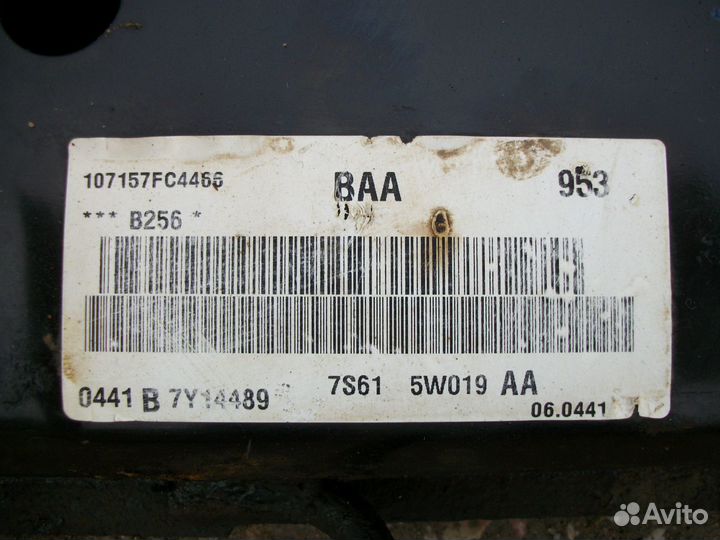 107157FC4466 BAA 953
*** B256 *
0441 B 7Y14489 7S61 5W019 AA
06.0441
Avito